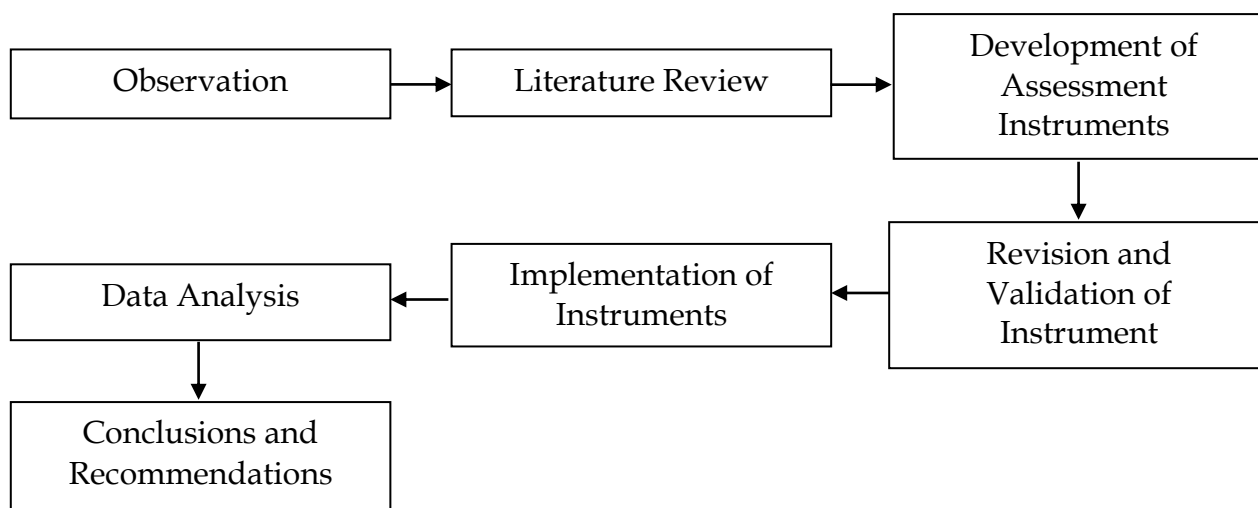 Observation
Literature Review
Development of
Assessment
Instruments
Revision and
Validation of
Instrument
Implementation of
Instruments
Data Analysis
Conclusions and
Recommendations